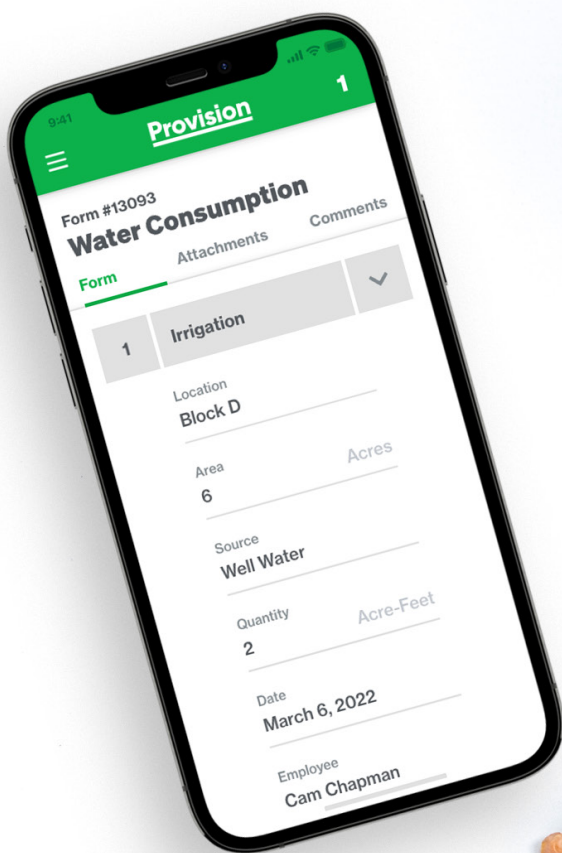 9:41
Provision
1
Form #13093
Water Consumption
Form Attachments Comments
1 Irrigation
Location
Block D
Area
6 Acres
Source
Well Water
Quantity
2 Acre-Feet
Date
March 6, 2022
Employee
Cam Chapman